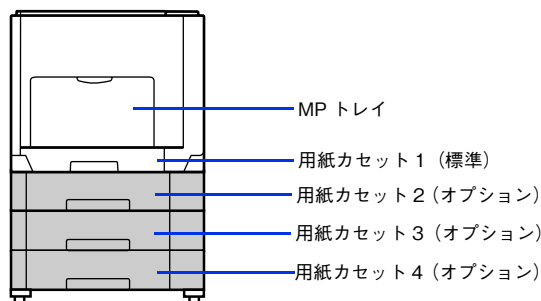 MP トレイ
用紙カセット1（標準）
用紙カセット2（オプション）
用紙カセット3（オプション）
用紙カセット4（オプション）